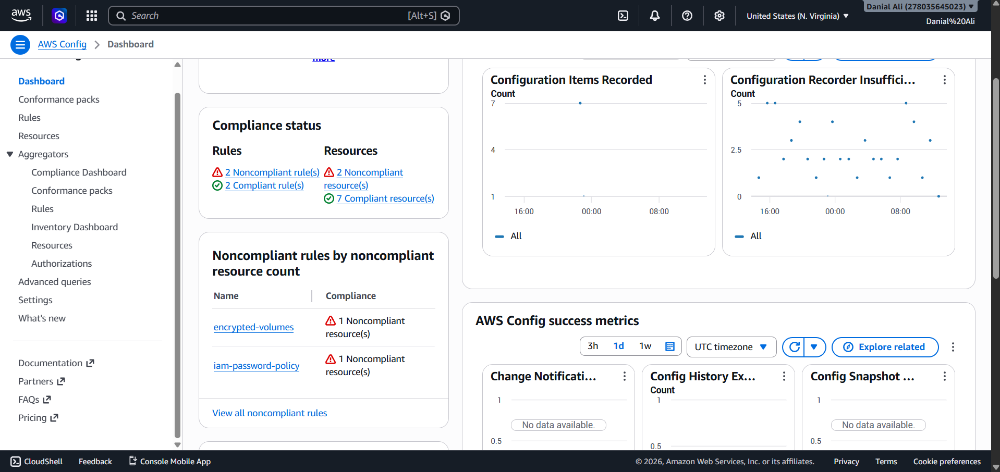 aws
Search
[Alt+S]
United States (N. Virginia)
Danial Ali (278035645023)
Danial%20Ali
AWS Config
Dashboard
Dashboard
Conformance packs
Rules
Resources
Aggregators
Compliance Dashboard
Conformance packs
Rules
Inventory Dashboard
Resources
Authorizations
Advanced queries
Settings
What's new
Documentation
Partners
FAQs
Pricing
more
Compliance status
Rules
2 Noncompliant rule(s)
2 Compliant rule(s)
Resources
2 Noncompliant
resource(s)
7 Compliant resource(s)
Noncompliant rules by noncompliant
resource count
Name
Compliance
encrypted-volumes
1 Noncompliant
resource(s)
iam-password-policy
1 Noncompliant
resource(s)
View all noncompliant rules
Configuration Items Recorded
Count
7
4
1
16:00
00:00
08:00
All
Configuration Recorder Insuffici...
Count
5
2.5
0
16:00
00:00
08:00
All
AWS Config success metrics
3h
1d
1w
UTC timezone
Explore related
Change Notificati...
1
No data available.
0.5
Config History Ex...
Count
1
0.5
Config Snapshot ...
1
No data available.
0.5
CloudShell
Feedback
Console Mobile App
© 2026, Amazon Web Services, Inc. or its affiliates.
Privacy
Terms
Cookie preferences